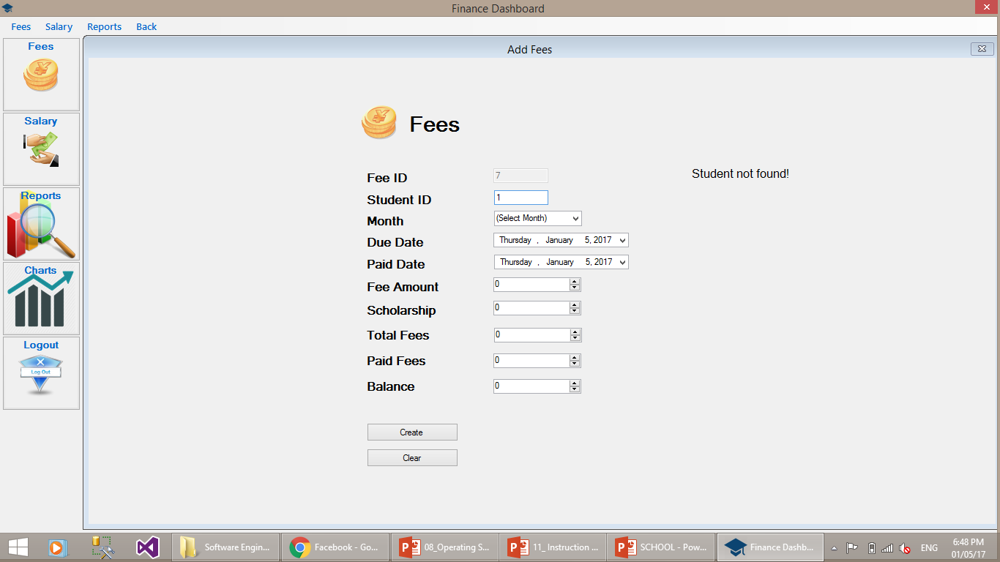 Finance Dashboard
Fees Salary Reports Back
Fees
Salary
Reports
Charts
Logout
Log Out
Add Fees
Fees
Fee ID 7
Student not found!
Student ID 1
Month (Select Month)
Due Date Thursday , January 5, 2017
Paid Date Thursday , January 5, 2017
Fee Amount 0
Scholarship 0
Total Fees 0
Paid Fees 0
Balance 0
Create
Clear
Software Engin...
Facebook - Go...
08_Operating S...
11_ Instruction ...
SCHOOL - Pow...
Finance Dashb...
ENG
6:48 PM
01/05/17